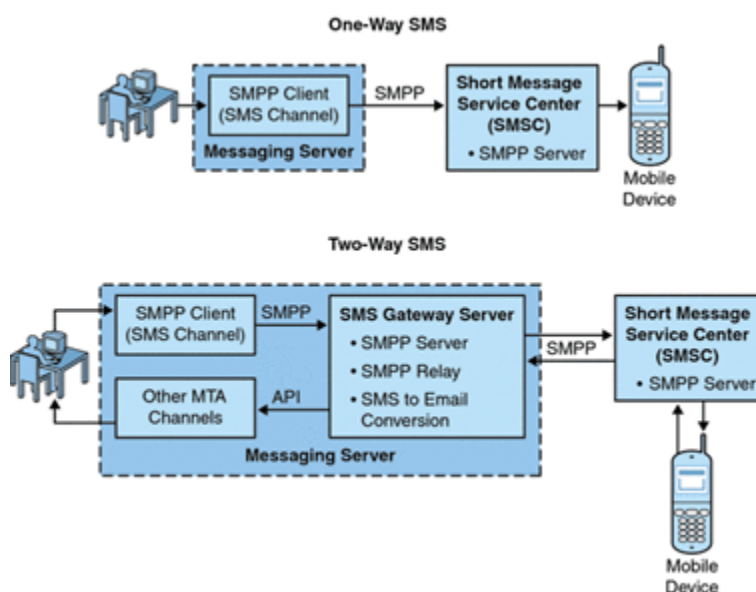 One-Way SMS
SMPP Client
(SMS Channel)
Messaging Server
SMPP
Short Message
Service Center
(SMSC)
• SMPP Server
Mobile
Device
Two-Way SMS
SMPP Client
(SMS Channel)
SMPP
Other MTA
Channels
API
SMS Gateway Server
• SMPP Server
• SMPP Relay
• SMS to Email
Conversion
Messaging Server
SMPP
Short Message
Service Center
(SMSC)
• SMPP Server
Mobile
Device